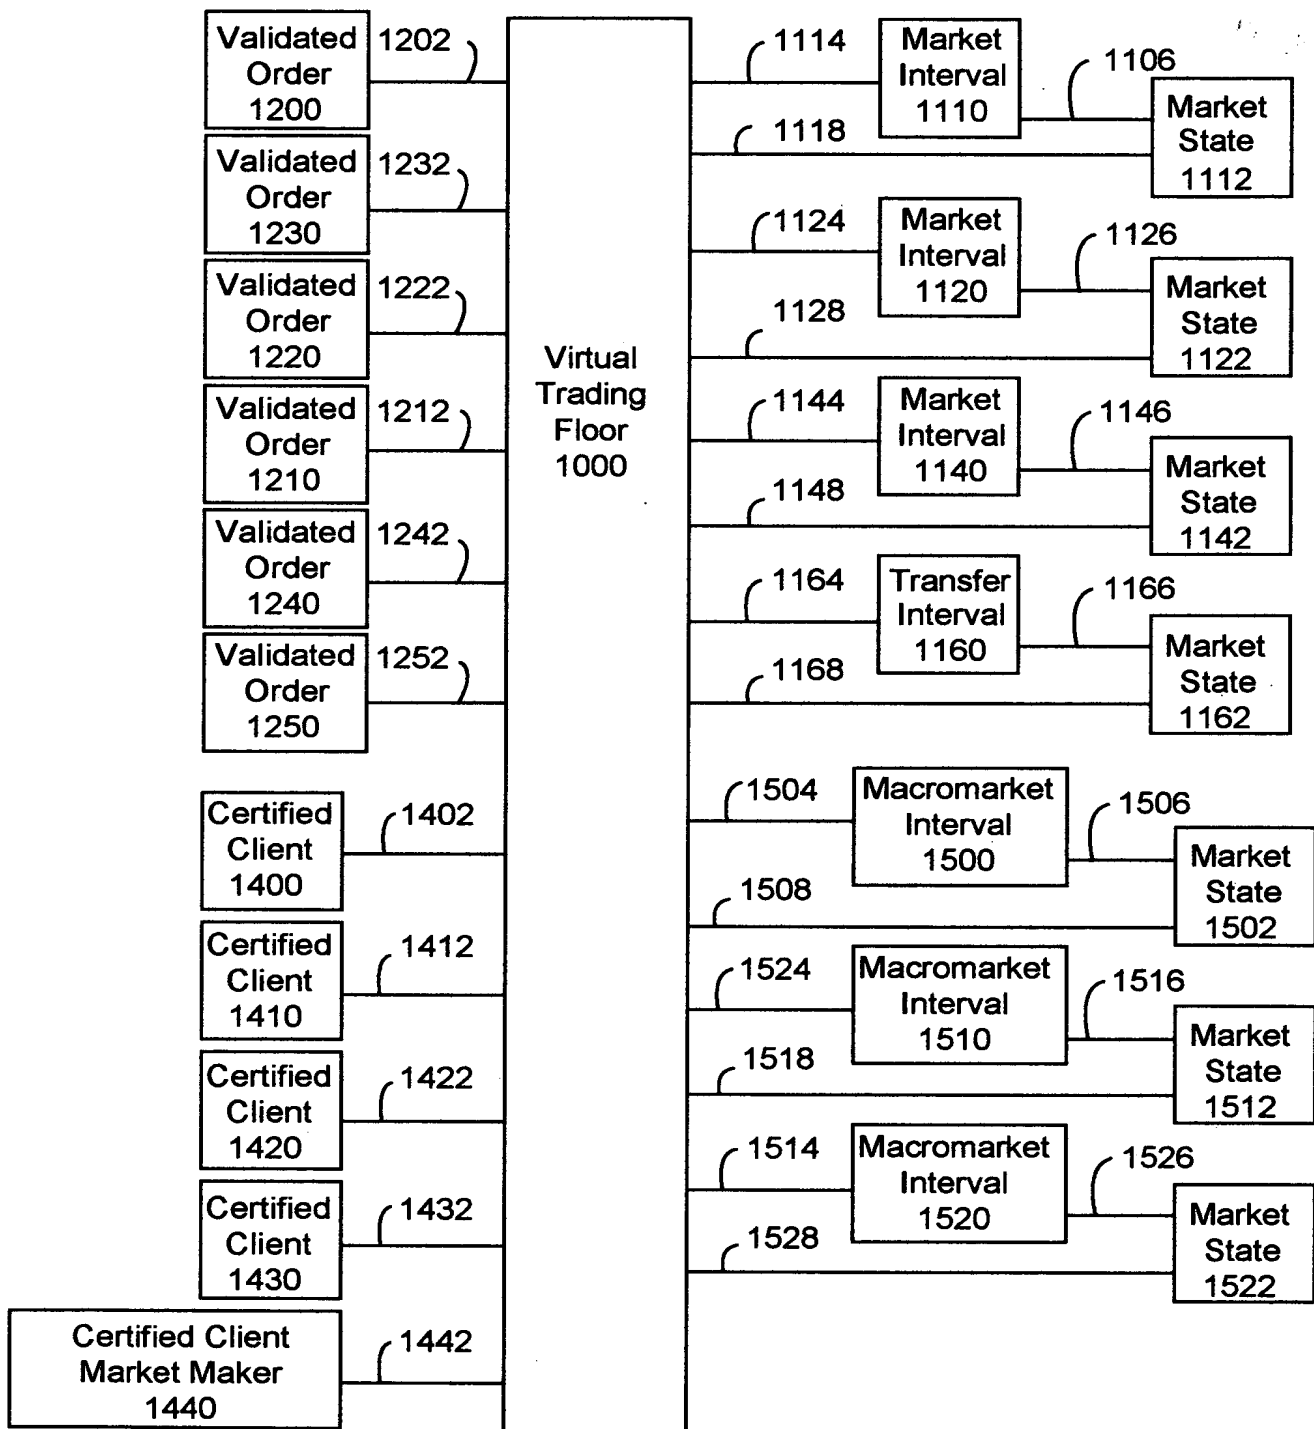 Validated
Order
1200
1202
Validated
Order
1230
1232
Validated
Order
1220
1222
Validated
Order
1210
1212
Validated
Order
1240
1242
Validated
Order
1250
1252
Certified
Client
1400
1402
Certified
Client
1410
1412
Certified
Client
1420
1422
Certified
Client
1430
1432
Certified Client
Market Maker
1440
1442
Virtual
Trading
Floor
1000
1114
Market
Interval
1110
1106
Market
State
1112
1118
1124
Market
Interval
1120
1126
Market
State
1122
1128
1144
Market
Interval
1140
1146
Market
State
1142
1148
1164
Transfer
Interval
1160
1166
Market
State
1162
1168
1504
Macromarket
Interval
1500
1506
Market
State
1502
1508
1524
Macromarket
Interval
1510
1516
Market
State
1512
1518
1514
Macromarket
Interval
1520
1526
Market
State
1522
1528